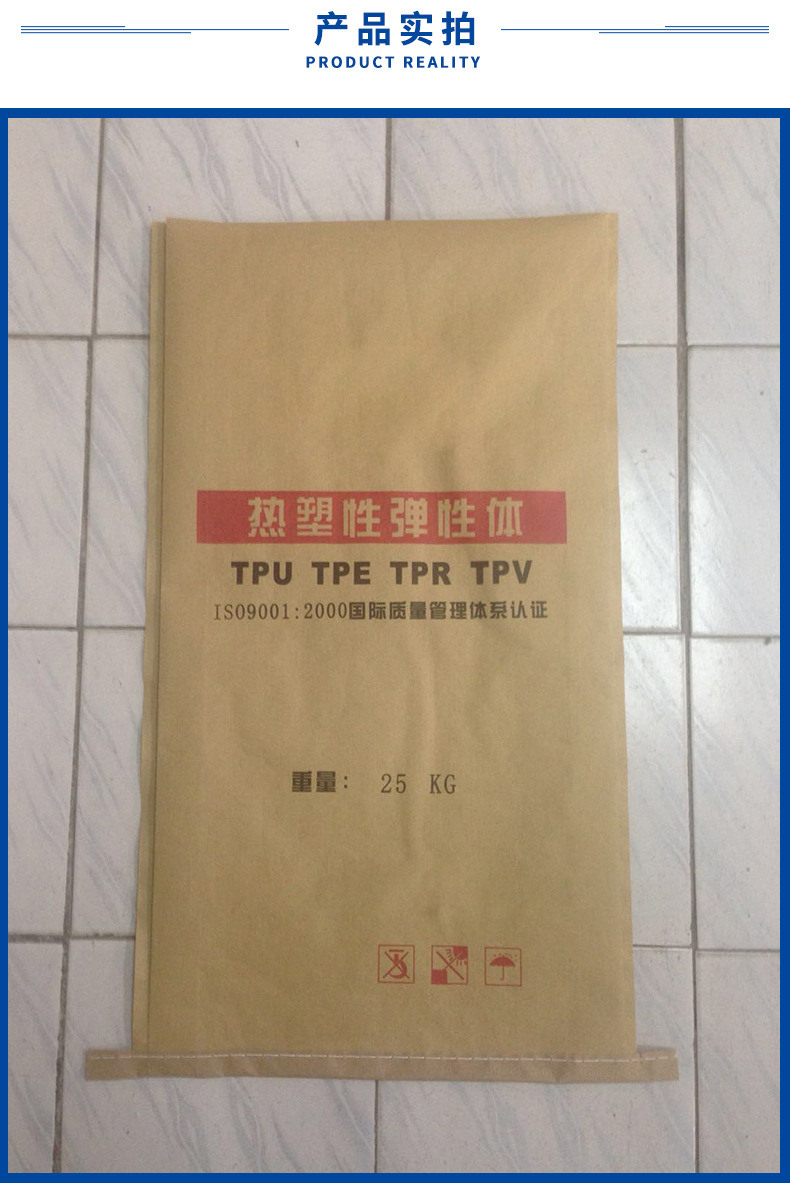 产品实拍
PRODUCT REALITY
热塑性弹性体
TPU TPE TPR TPV
ISO9001:2000国际质量管理体系认证
重量: 25 KG